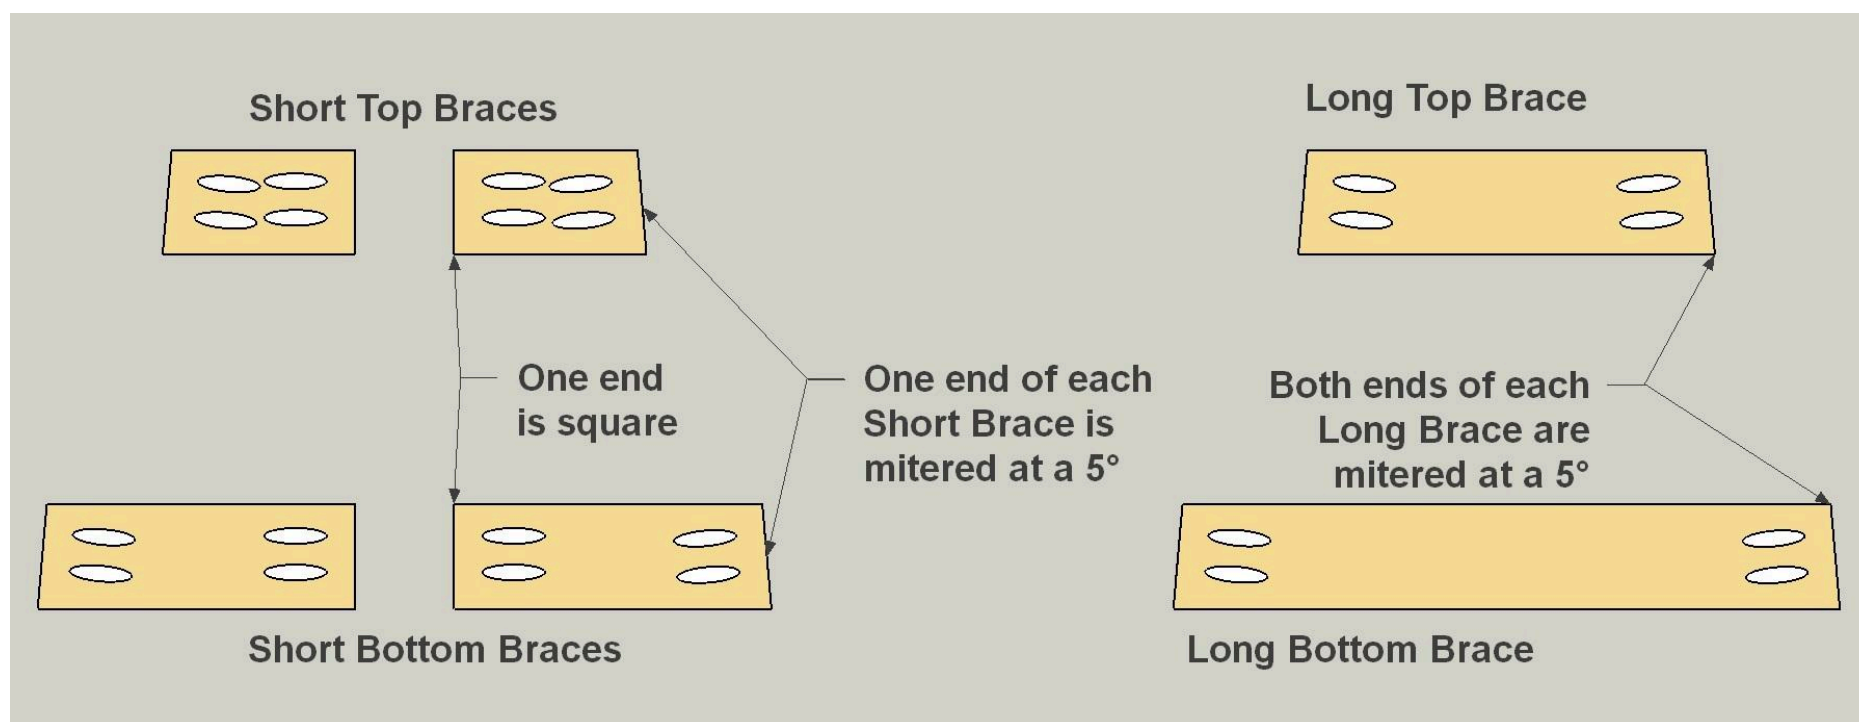 Short Top Braces
Long Top Brace
One end
is square
One end of each
Short Brace is
mitered at a 5°
Both ends of each
Long Brace are
mitered at a 5°
Short Bottom Braces
Long Bottom Brace